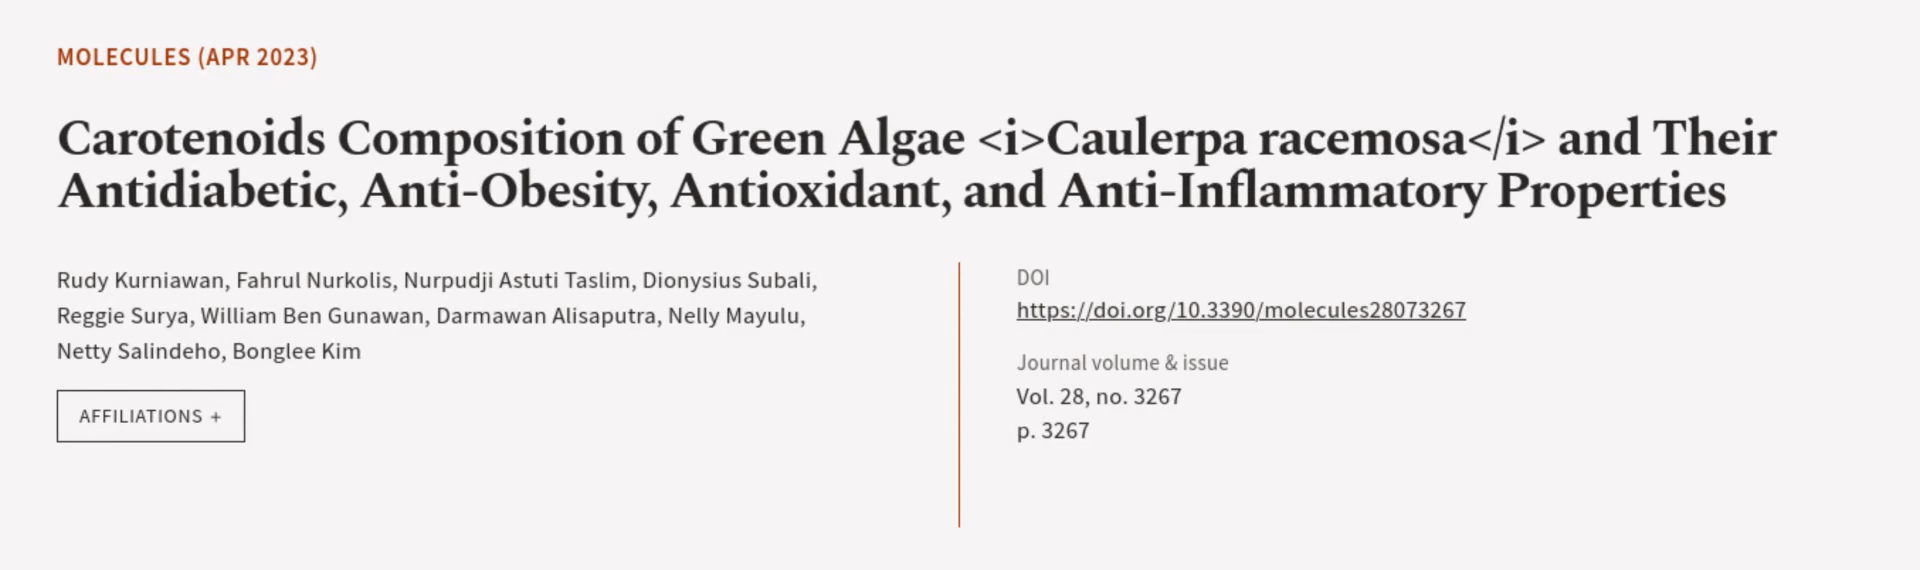 MOLECULES (APR 2023)
Carotenoids Composition of Green Algae <i>Caulerpa racemosa</i> and Their
Antidiabetic, Anti-Obesity, Antioxidant, and Anti-Inflammatory Properties
Rudy Kurniawan, Fahrul Nurkolis, Nurpudji Astuti Taslim, Dionysius Subali,
Reggie Surya, William Ben Gunawan, Darmawan Alisaputra, Nelly Mayulu,
Netty Salindeho, Bonglee Kim
AFFILIATIONS +
DOI
https://doi.org/10.3390/molecules28073267
Journal volume & issue
Vol. 28, no. 3267
p. 3267